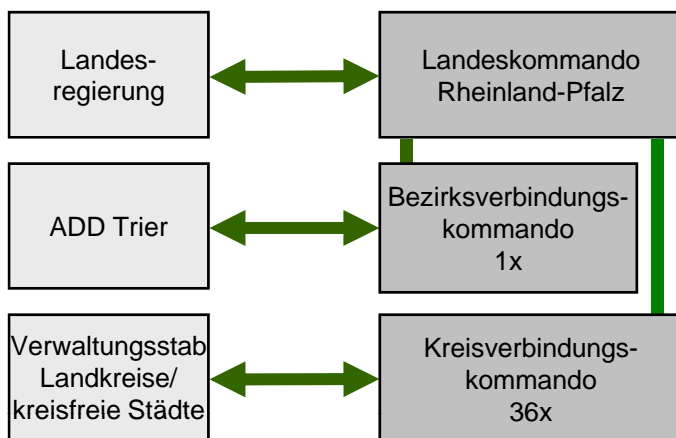 Landes-
regierung
Landeskommando
Rheinland-Pfalz
ADD Trier
Bezirksverbindungs-
kommando
1x
Verwaltungsstab
Landkreise/
kreisfreie Städte
Kreisverbindungs-
kommando
36x